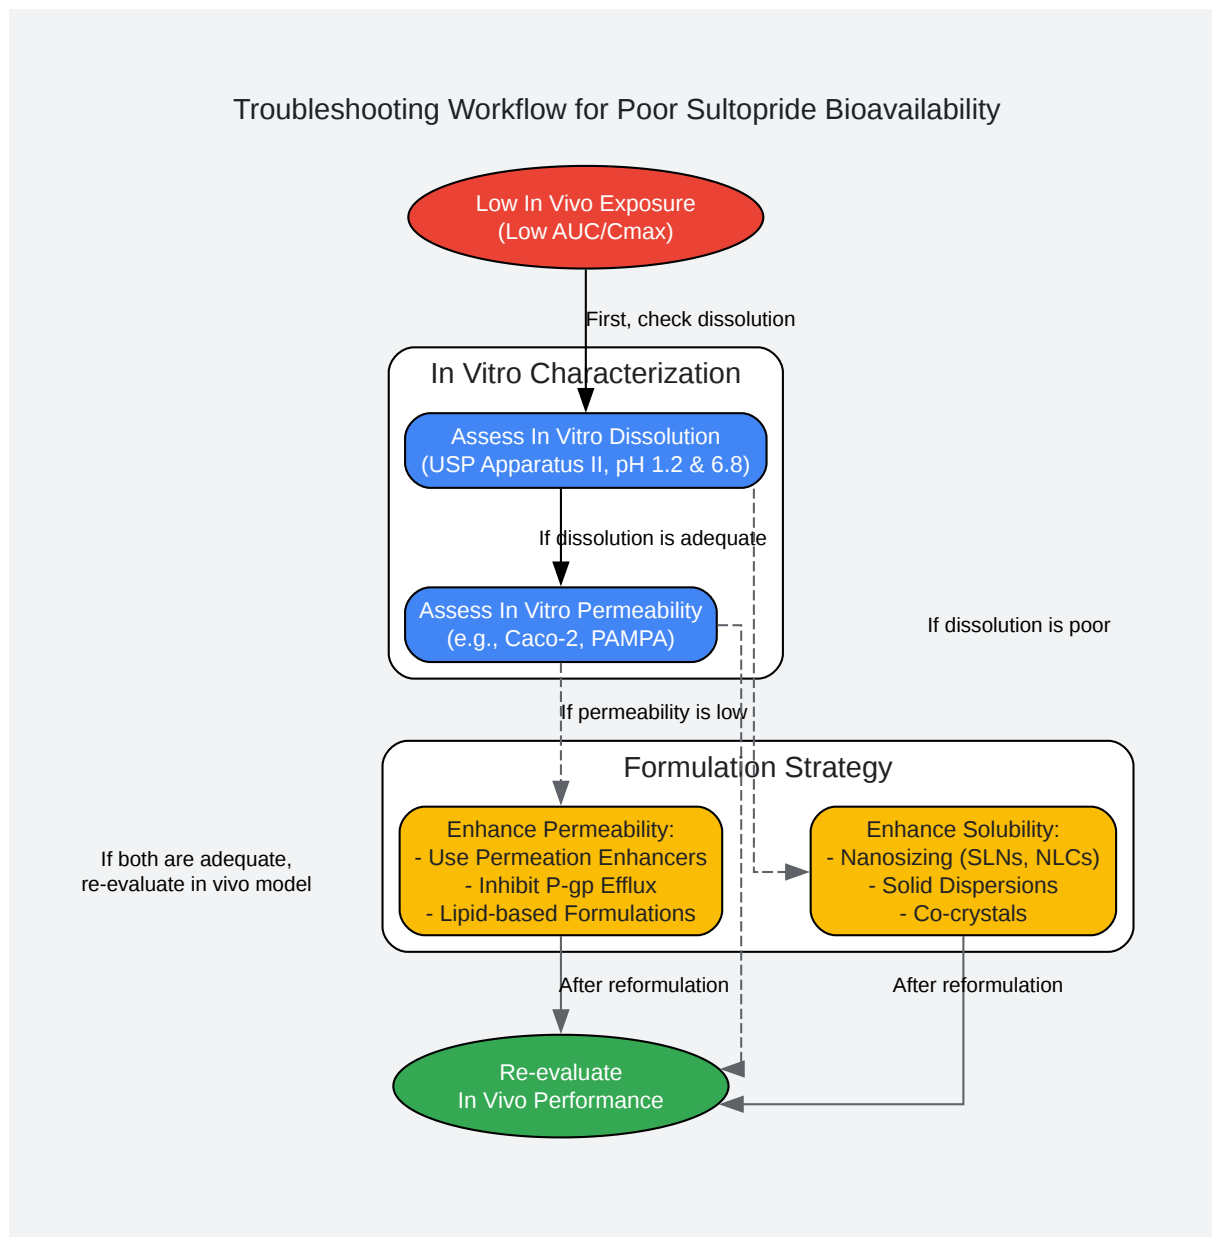 Troubleshooting Workflow for Poor Sultopride Bioavailability
Low In Vivo Exposure
(Low AUC/Cmax)
First, check dissolution
In Vitro Characterization
Assess In Vitro Dissolution
(USP Apparatus II, pH 1.2 & 6.8)
If dissolution is adequate
Assess In Vitro Permeability
(e.g., Caco-2, PAMPA)
If dissolution is poor
If permeability is low
Formulation Strategy
Enhance Permeability:
- Use Permeation Enhancers
- Inhibit P-gp Efflux
- Lipid-based Formulations
Enhance Solubility:
- Nanosizing (SLNs, NLCs)
- Solid Dispersions
- Co-crystals
If both are adequate,
re-evaluate in vivo model
After reformulation
After reformulation
Re-evaluate
In Vivo Performance